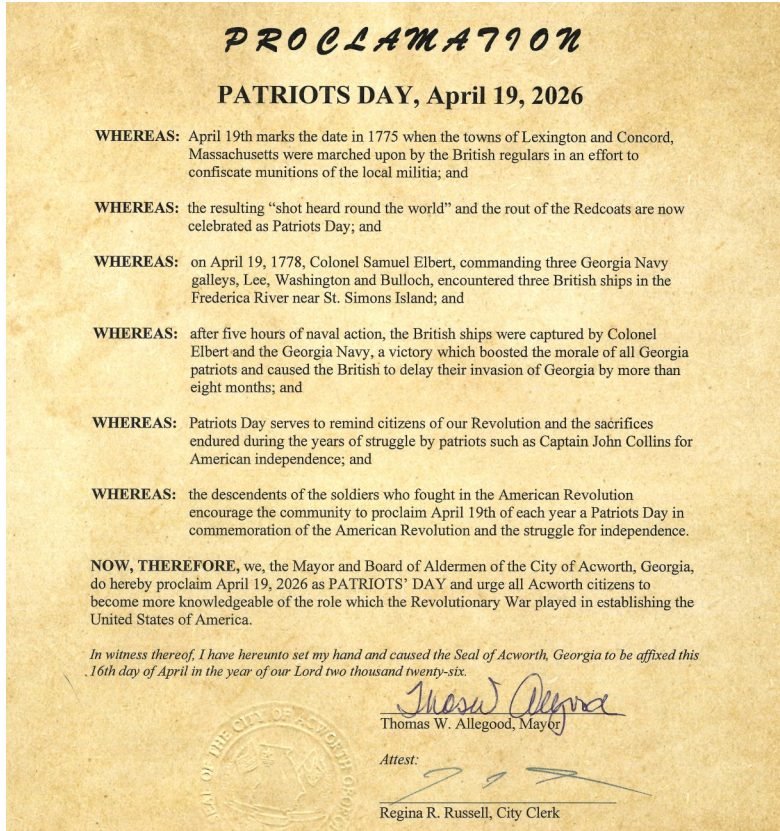 PROCLAMATION
PATRIOTS DAY, April 19, 2026
WHEREAS: April 19th marks the date in 1775 when the towns of Lexington and Concord,
Massachusetts were marched upon by the British regulars in an effort to
confiscate munitions of the local militia; and
WHEREAS: the resulting “shot heard round the world” and the rout of the Redcoats are now
celebrated as Patriots Day; and
WHEREAS: on April 19, 1778, Colonel Samuel Elbert, commanding three Georgia Navy
galleys, Lee, Washington and Bulloch, encountered three British ships in the
Frederica River near St. Simons Island; and
WHEREAS: after five hours of naval action, the British ships were captured by Colonel
Elbert and the Georgia Navy, a victory which boosted the morale of all Georgia
patriots and caused the British to delay their invasion of Georgia by more than
eight months; and
WHEREAS: Patriots Day serves to remind citizens of our Revolution and the sacrifices
endured during the years of struggle by patriots such as Captain John Collins for
American independence; and
WHEREAS: the descendents of the soldiers who fought in the American Revolution
encourage the community to proclaim April 19th of each year a Patriots Day in
commemoration of the American Revolution and the struggle for independence.
NOW, THEREFORE, we, the Mayor and Board of Aldermen of the City of Acworth, Georgia,
do hereby proclaim April 19, 2026 as PATRIOTS’ DAY and urge all Acworth citizens to
become more knowledgeable of the role which the Revolutionary War played in establishing the
United States of America.
In witness thereof, I have hereunto set my hand and caused the Seal of Acworth, Georgia to be affixed this
16th day of April in the year of our Lord two thousand twenty-six.
Thomas W. Allegood, Mayor
Attest:
Regina R. Russell, City Clerk
SEAL OF THE CITY OF ACWORTH